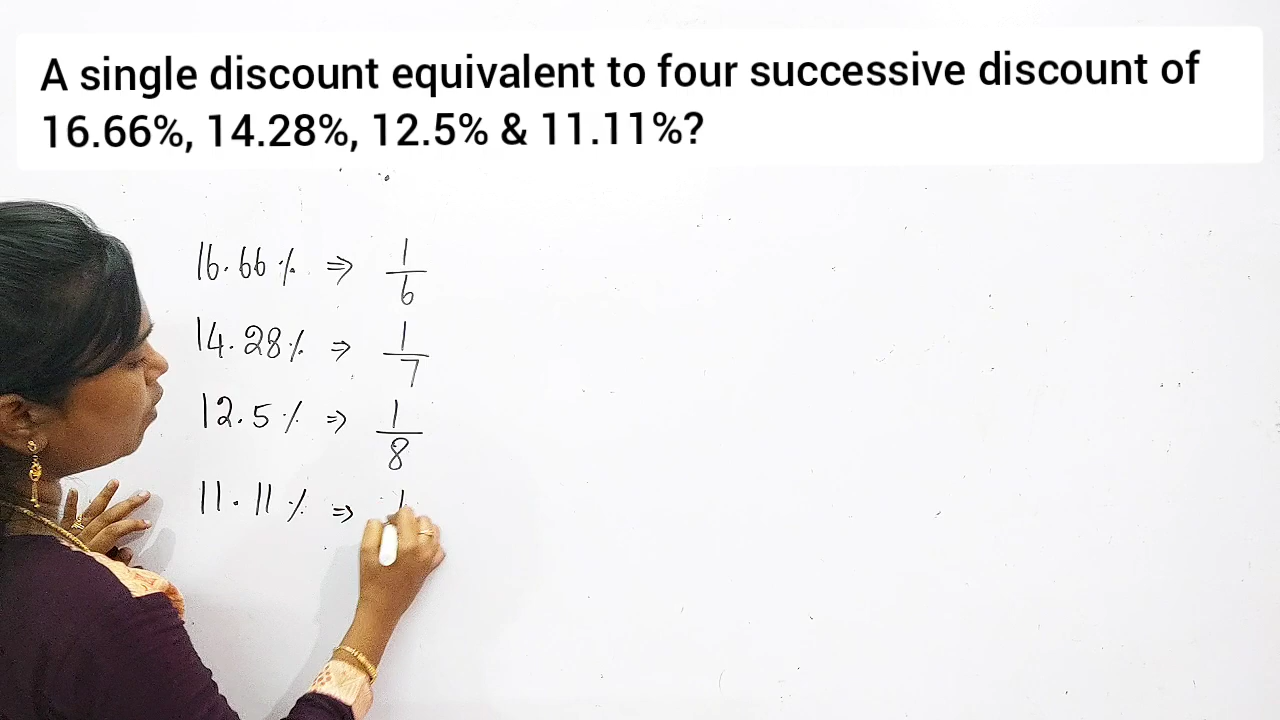 A single discount equivalent to four successive discount of
16.66%, 14.28%, 12.5% & 11.11%?
16.66% ⇒ 1/6
14.28% ⇒ 1/7
12.5% ⇒ 1/8
11.11% ⇒ 1